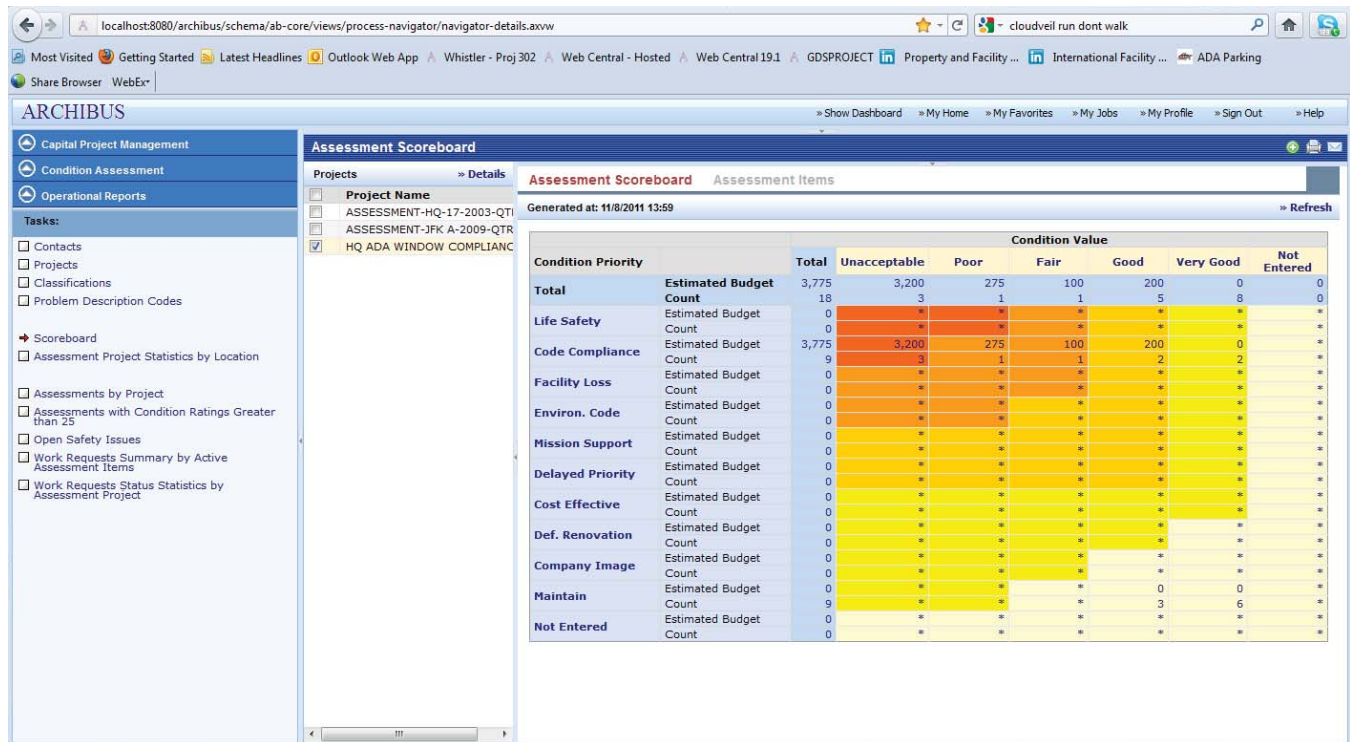 localhost:8080/archibus/schema/ab-core/views/process-navigator/navigator-details.axvw
cloudveil run dont walk
Most Visited Getting Started Latest Headlines Outlook Web App Whistler - Proj 302 Web Central - Hosted Web Central 19.1 GDSPROJECT Property and Facility ... International Facility ... ADA Parking
Share Browser WebEx
ARCHIBUS
» Show Dashboard » My Home » My Favorites » My Jobs » My Profile » Sign Out » Help
Capital Project Management
Condition Assessment
Operational Reports
Tasks:
Contacts
Projects
Classifications
Problem Description Codes
Scoreboard
Assessment Project Statistics by Location
Assessments by Project
Assessments with Condition Ratings Greater
than 25
Open Safety Issues
Work Requests Summary by Active
Assessment Items
Work Requests Status Statistics by
Assessment Project
Assessment Scoreboard
Projects » Details
Project Name
ASSESSMENT-HQ-17-2003-QT
ASSESSMENT-JFK A-2009-QTR
HQ ADA WINDOW COMPLIANC
Assessment Scoreboard Assessment Items
Generated at: 11/8/2011 13:59 » Refresh
Condition Value
Condition Priority Total Unacceptable Poor Fair Good Very Good Not Entered
Total Estimated Budget 3,775 3,200 275 100 200 0 0
Count 18 3 1 1 5 8 0
Life Safety Estimated Budget 0 * * * * * *
Count 0 * * * * * *
Code Compliance Estimated Budget 3,775 3,200 275 100 200 0 *
Count 9 3 1 1 2 2 *
Facility Loss Estimated Budget 0 * * * * * *
Count 0 * * * * * *
Environ. Code Estimated Budget 0 * * * * * *
Count 0 * * * * * *
Mission Support Estimated Budget 0 * * * * * *
Count 0 * * * * * *
Delayed Priority Estimated Budget 0 * * * * * *
Count 0 * * * * * *
Cost Effective Estimated Budget 0 * * * * * *
Count 0 * * * * * *
Def. Renovation Estimated Budget 0 * * * * * *
Count 0 * * * * * *
Company Image Estimated Budget 0 * * * * * *
Count 0 * * * * * *
Maintain Estimated Budget 0 * * * 0 0 *
Count 9 * * * 3 6 *
Not Entered Estimated Budget 0 * * * * * *
Count 0 * * * * * *